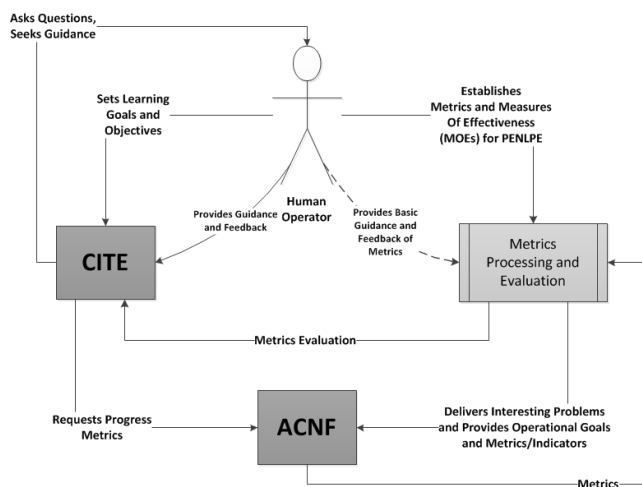 Asks Questions,
Seeks Guidance
Sets Learning
Goals and
Objectives
Establishes
Metrics and Measures
Of Effectiveness
(MOEs) for PENLPE
Provides Guidance
and Feedback
Human
Operator
Provides Basic
Guidance and
Feedback of
Metrics
CITE
Metrics
Processing and
Evaluation
Metrics Evaluation
Requests Progress
Metrics
ACNF
Delivers Interesting Problems
and Provides Operational Goals
and Metrics/Indicators
Metrics